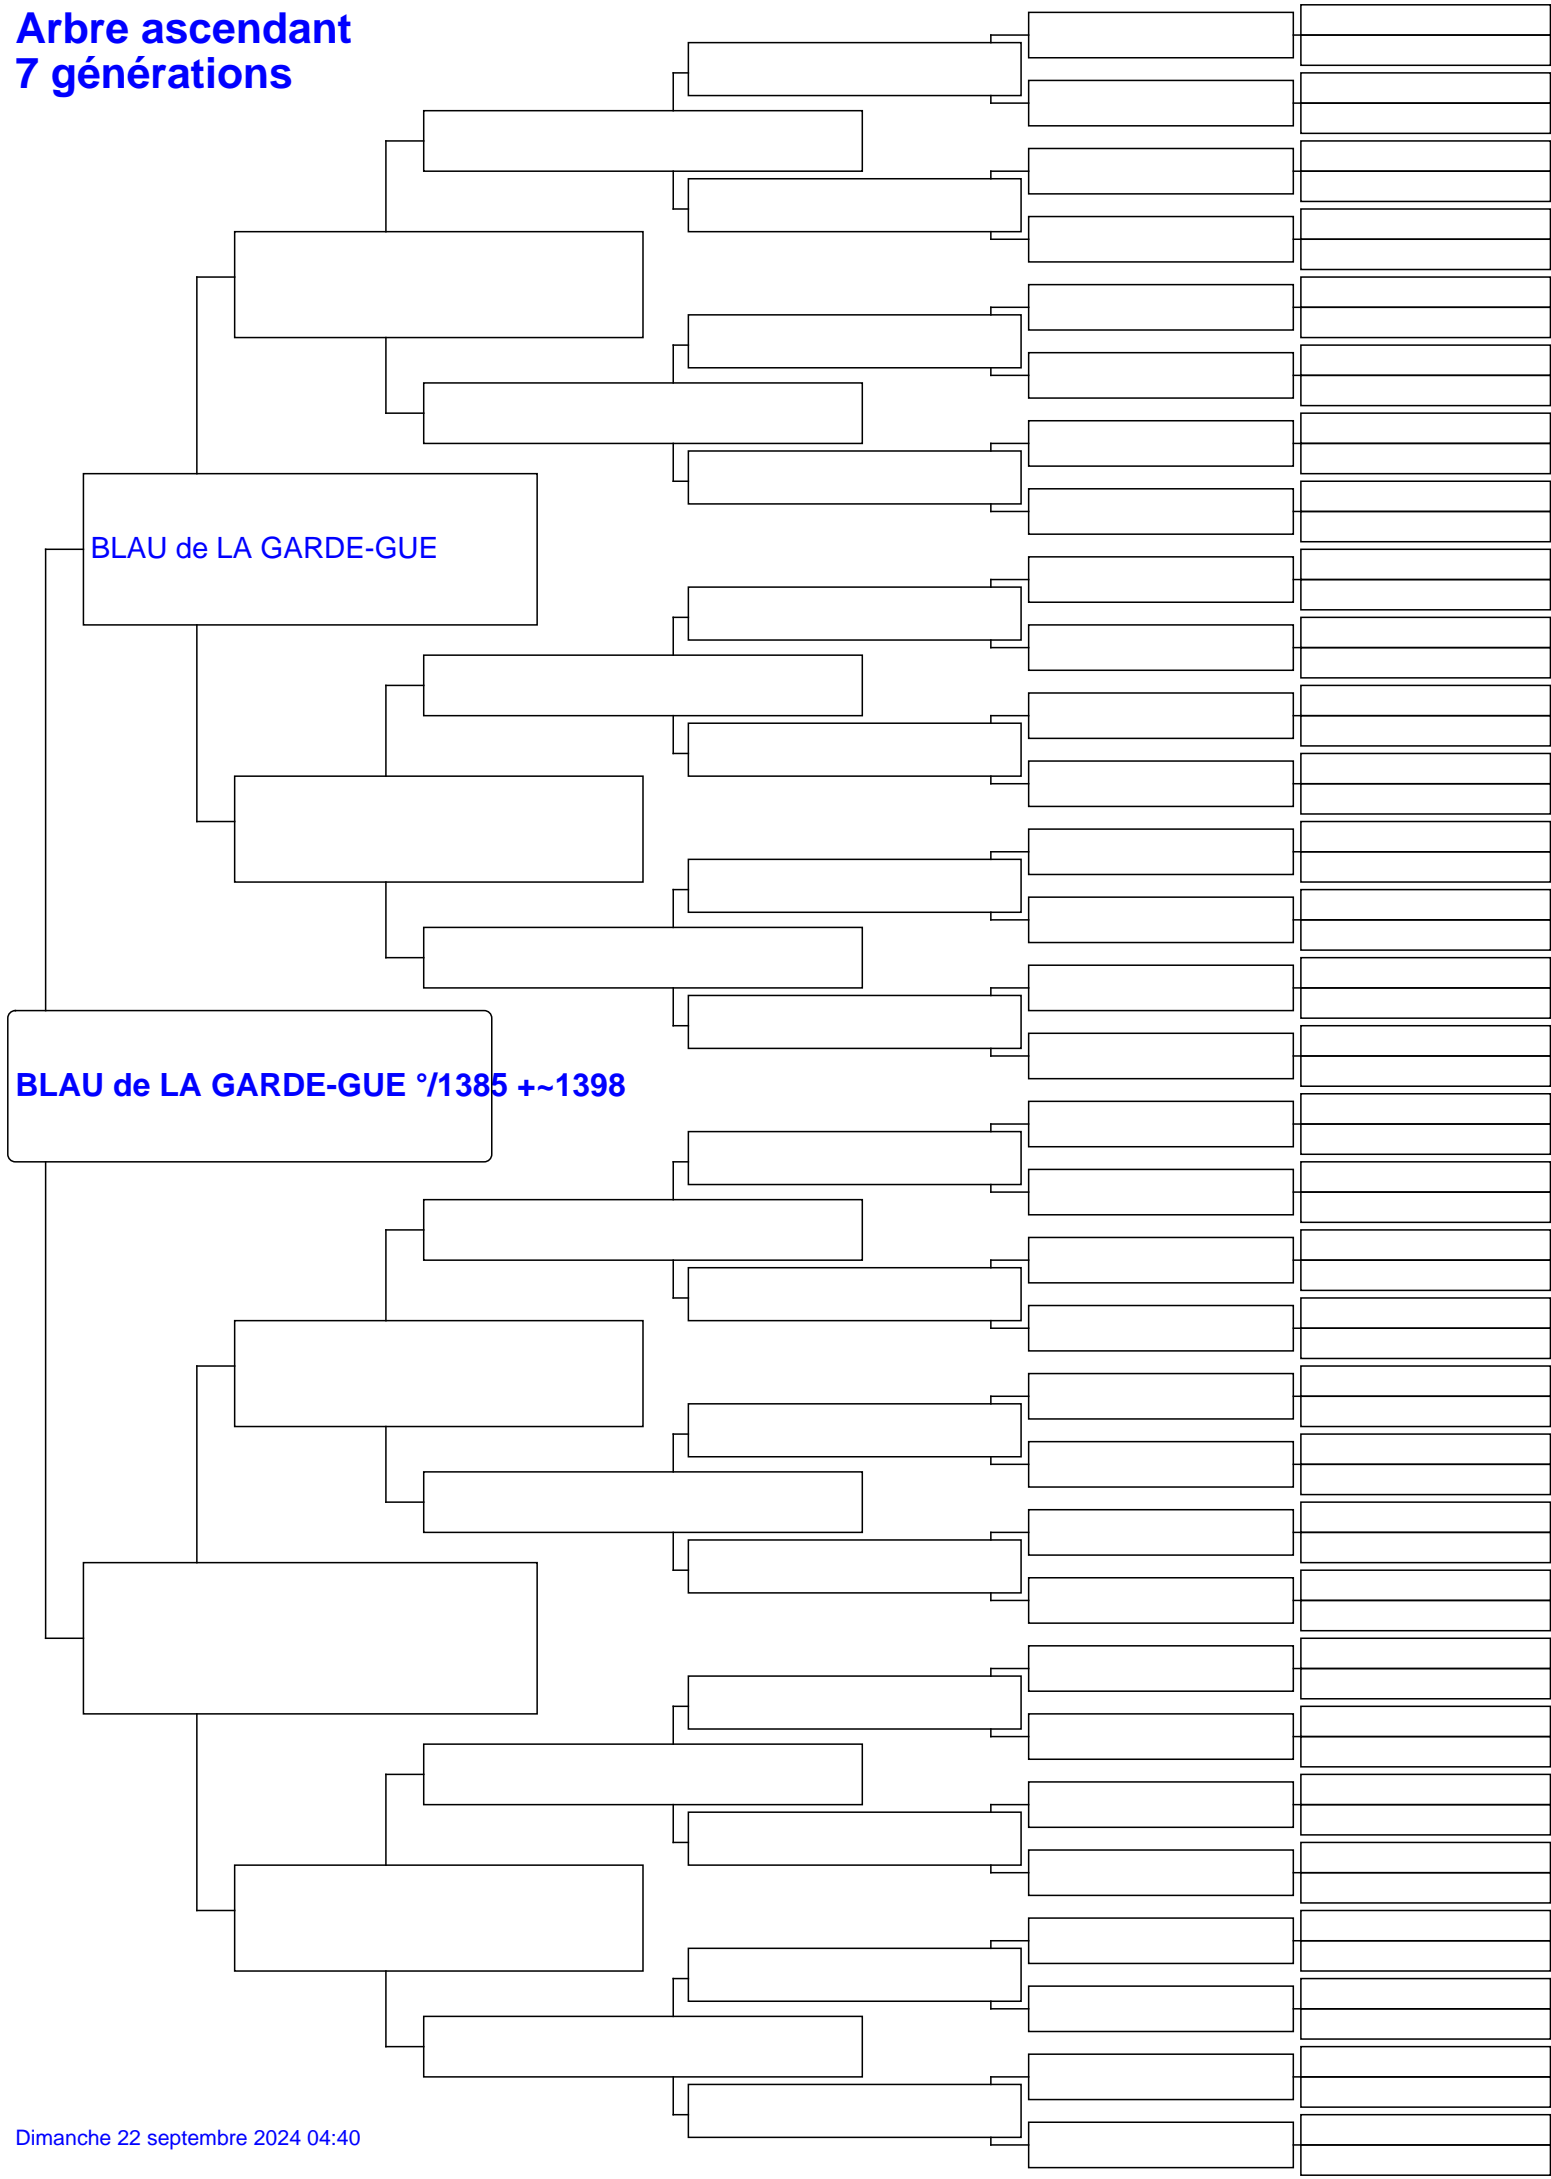 Arbre ascendant
7 générations
BLAU de LA GARDE-GUE
BLAU de LA GARDE-GUE °/1385 +~1398
Dimanche 22 septembre 2024 04:40